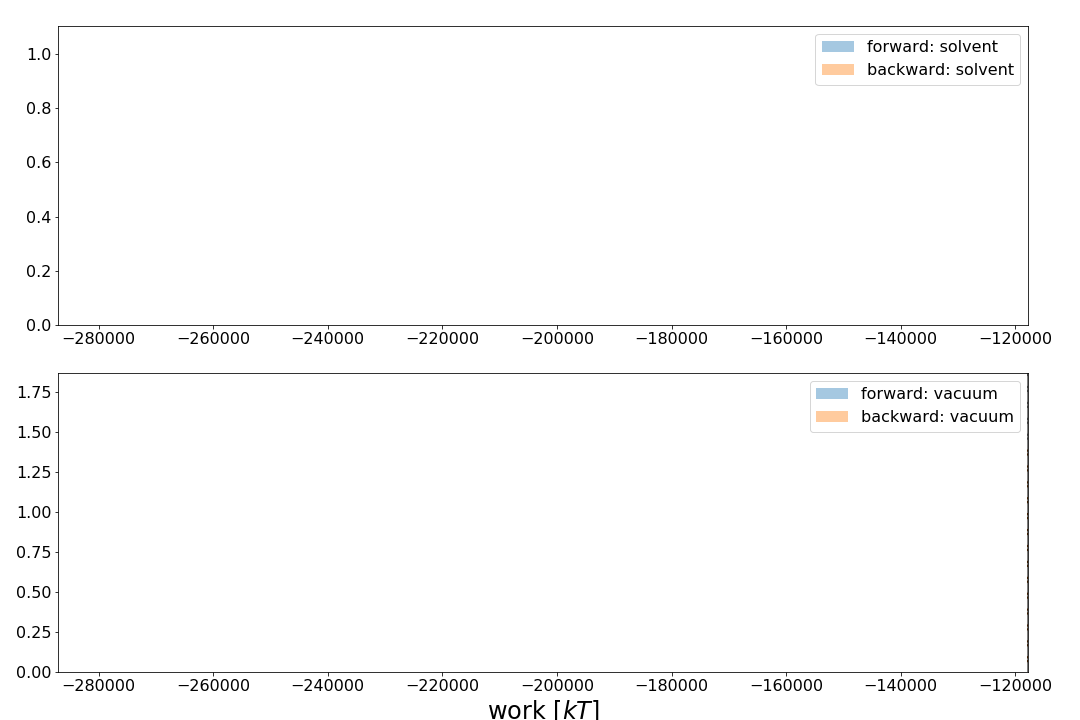 forward: solvent
backward: solvent
1.0
0.8
0.6
0.4
0.2
0.0
−280000 −260000 −240000 −220000 −200000 −180000 −160000 −140000 −120000
forward: vacuum
backward: vacuum
1.75
1.50
1.25
1.00
0.75
0.50
0.25
0.00
−280000 −260000 −240000 −220000 −200000 −180000 −160000 −140000 −120000
work [kT]